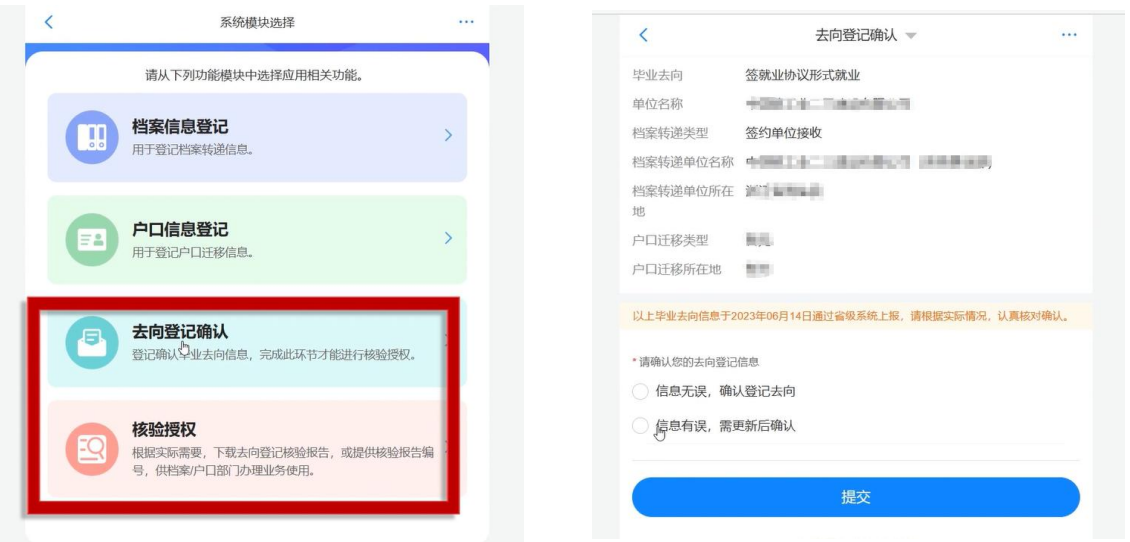 系统模块选择
请从下列功能模块中选择应用相关功能。
档案信息登记
用于登记档案转递信息。
户口信息登记
用于登记户口迁移信息。
去向登记确认
登记确认毕业去向信息，完成此环节才能进行核验授权。
核验授权
根据实际需要，下载去向登记核验报告，或提供核验报告编
号，供档案/户口部门办理业务使用。
去向登记确认
毕业去向 签就业协议形式就业
单位名称
档案转递类型 签约单位接收
档案转递单位名称
档案转递单位所在
地
户口迁移类型
户口迁移所在地
以上毕业去向信息于2023年06月14日通过省级系统上报，请根据实际情况，认真核对确认。
* 请确认您的去向登记信息
信息无误，确认登记去向
信息有误，需更新后确认
提交